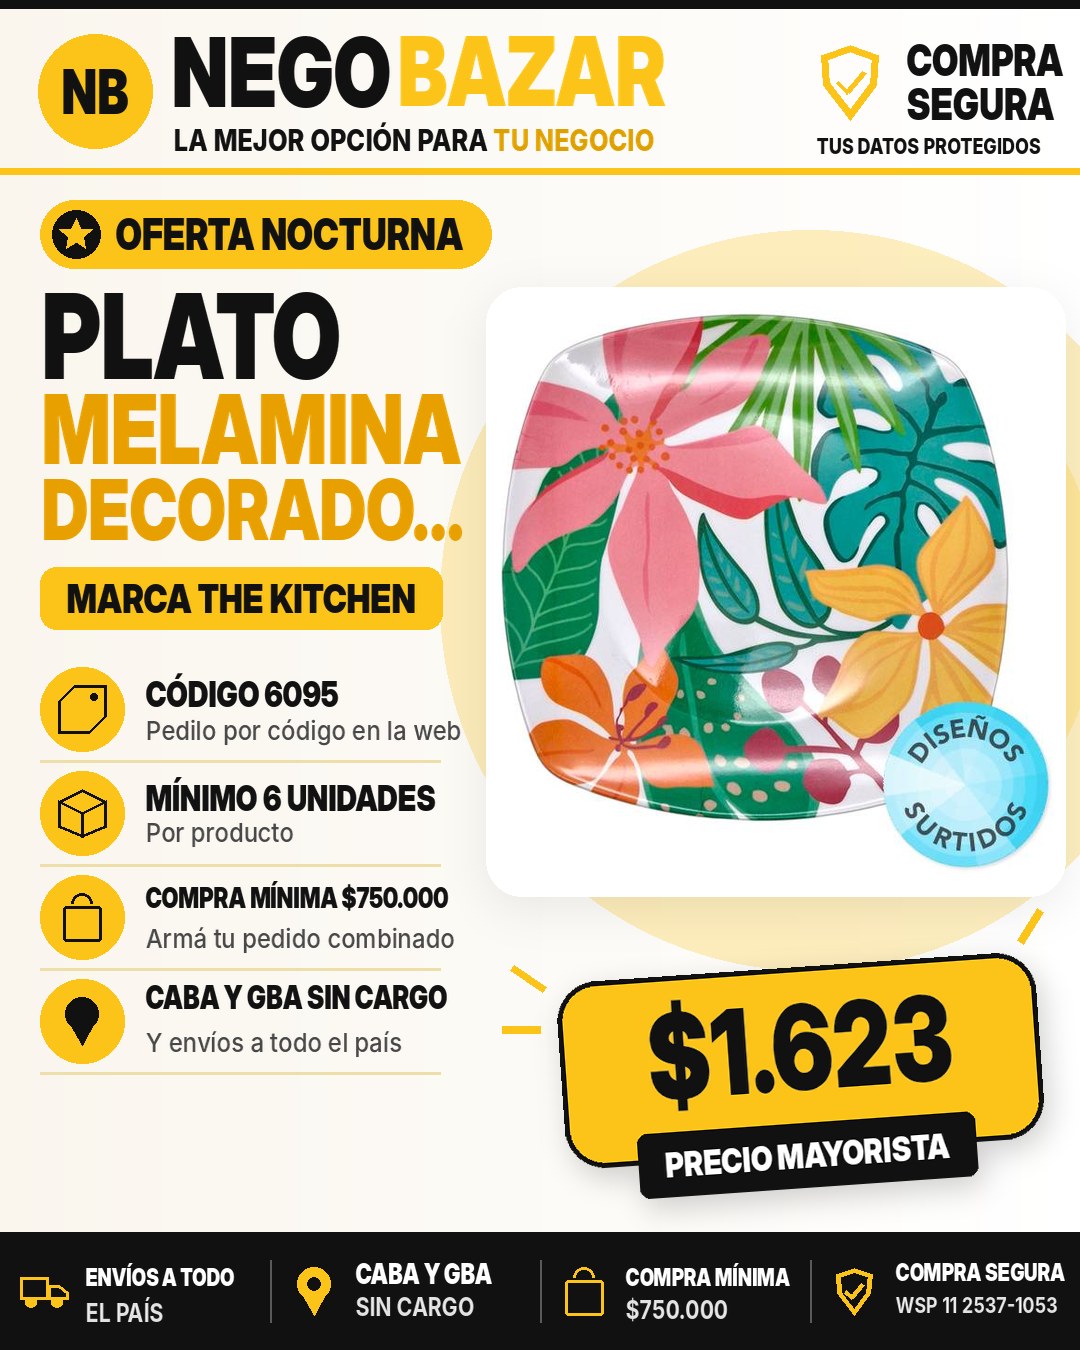 NB
NEGOBAZAR
LA MEJOR OPCIÓN PARA TU NEGOCIO
COMPRA
SEGURA
TUS DATOS PROTEGIDOS
OFERTA NOCTURNA
PLATO
MELAMINA
DECORADO...
MARCA THE KITCHEN
CÓDIGO 6095
Pedilo por código en la web
MÍNIMO 6 UNIDADES
Por producto
COMPRA MÍNIMA $750.000
Armá tu pedido combinado
CABA Y GBA SIN CARGO
Y envíos a todo el país
DISEÑOS
SURTIDOS
$1.623
PRECIO MAYORISTA
ENVÍOS A TODO
EL PAÍS
CABA Y GBA
SIN CARGO
COMPRA MÍNIMA
$750.000
COMPRA SEGURA
WSP 11 2537-1053